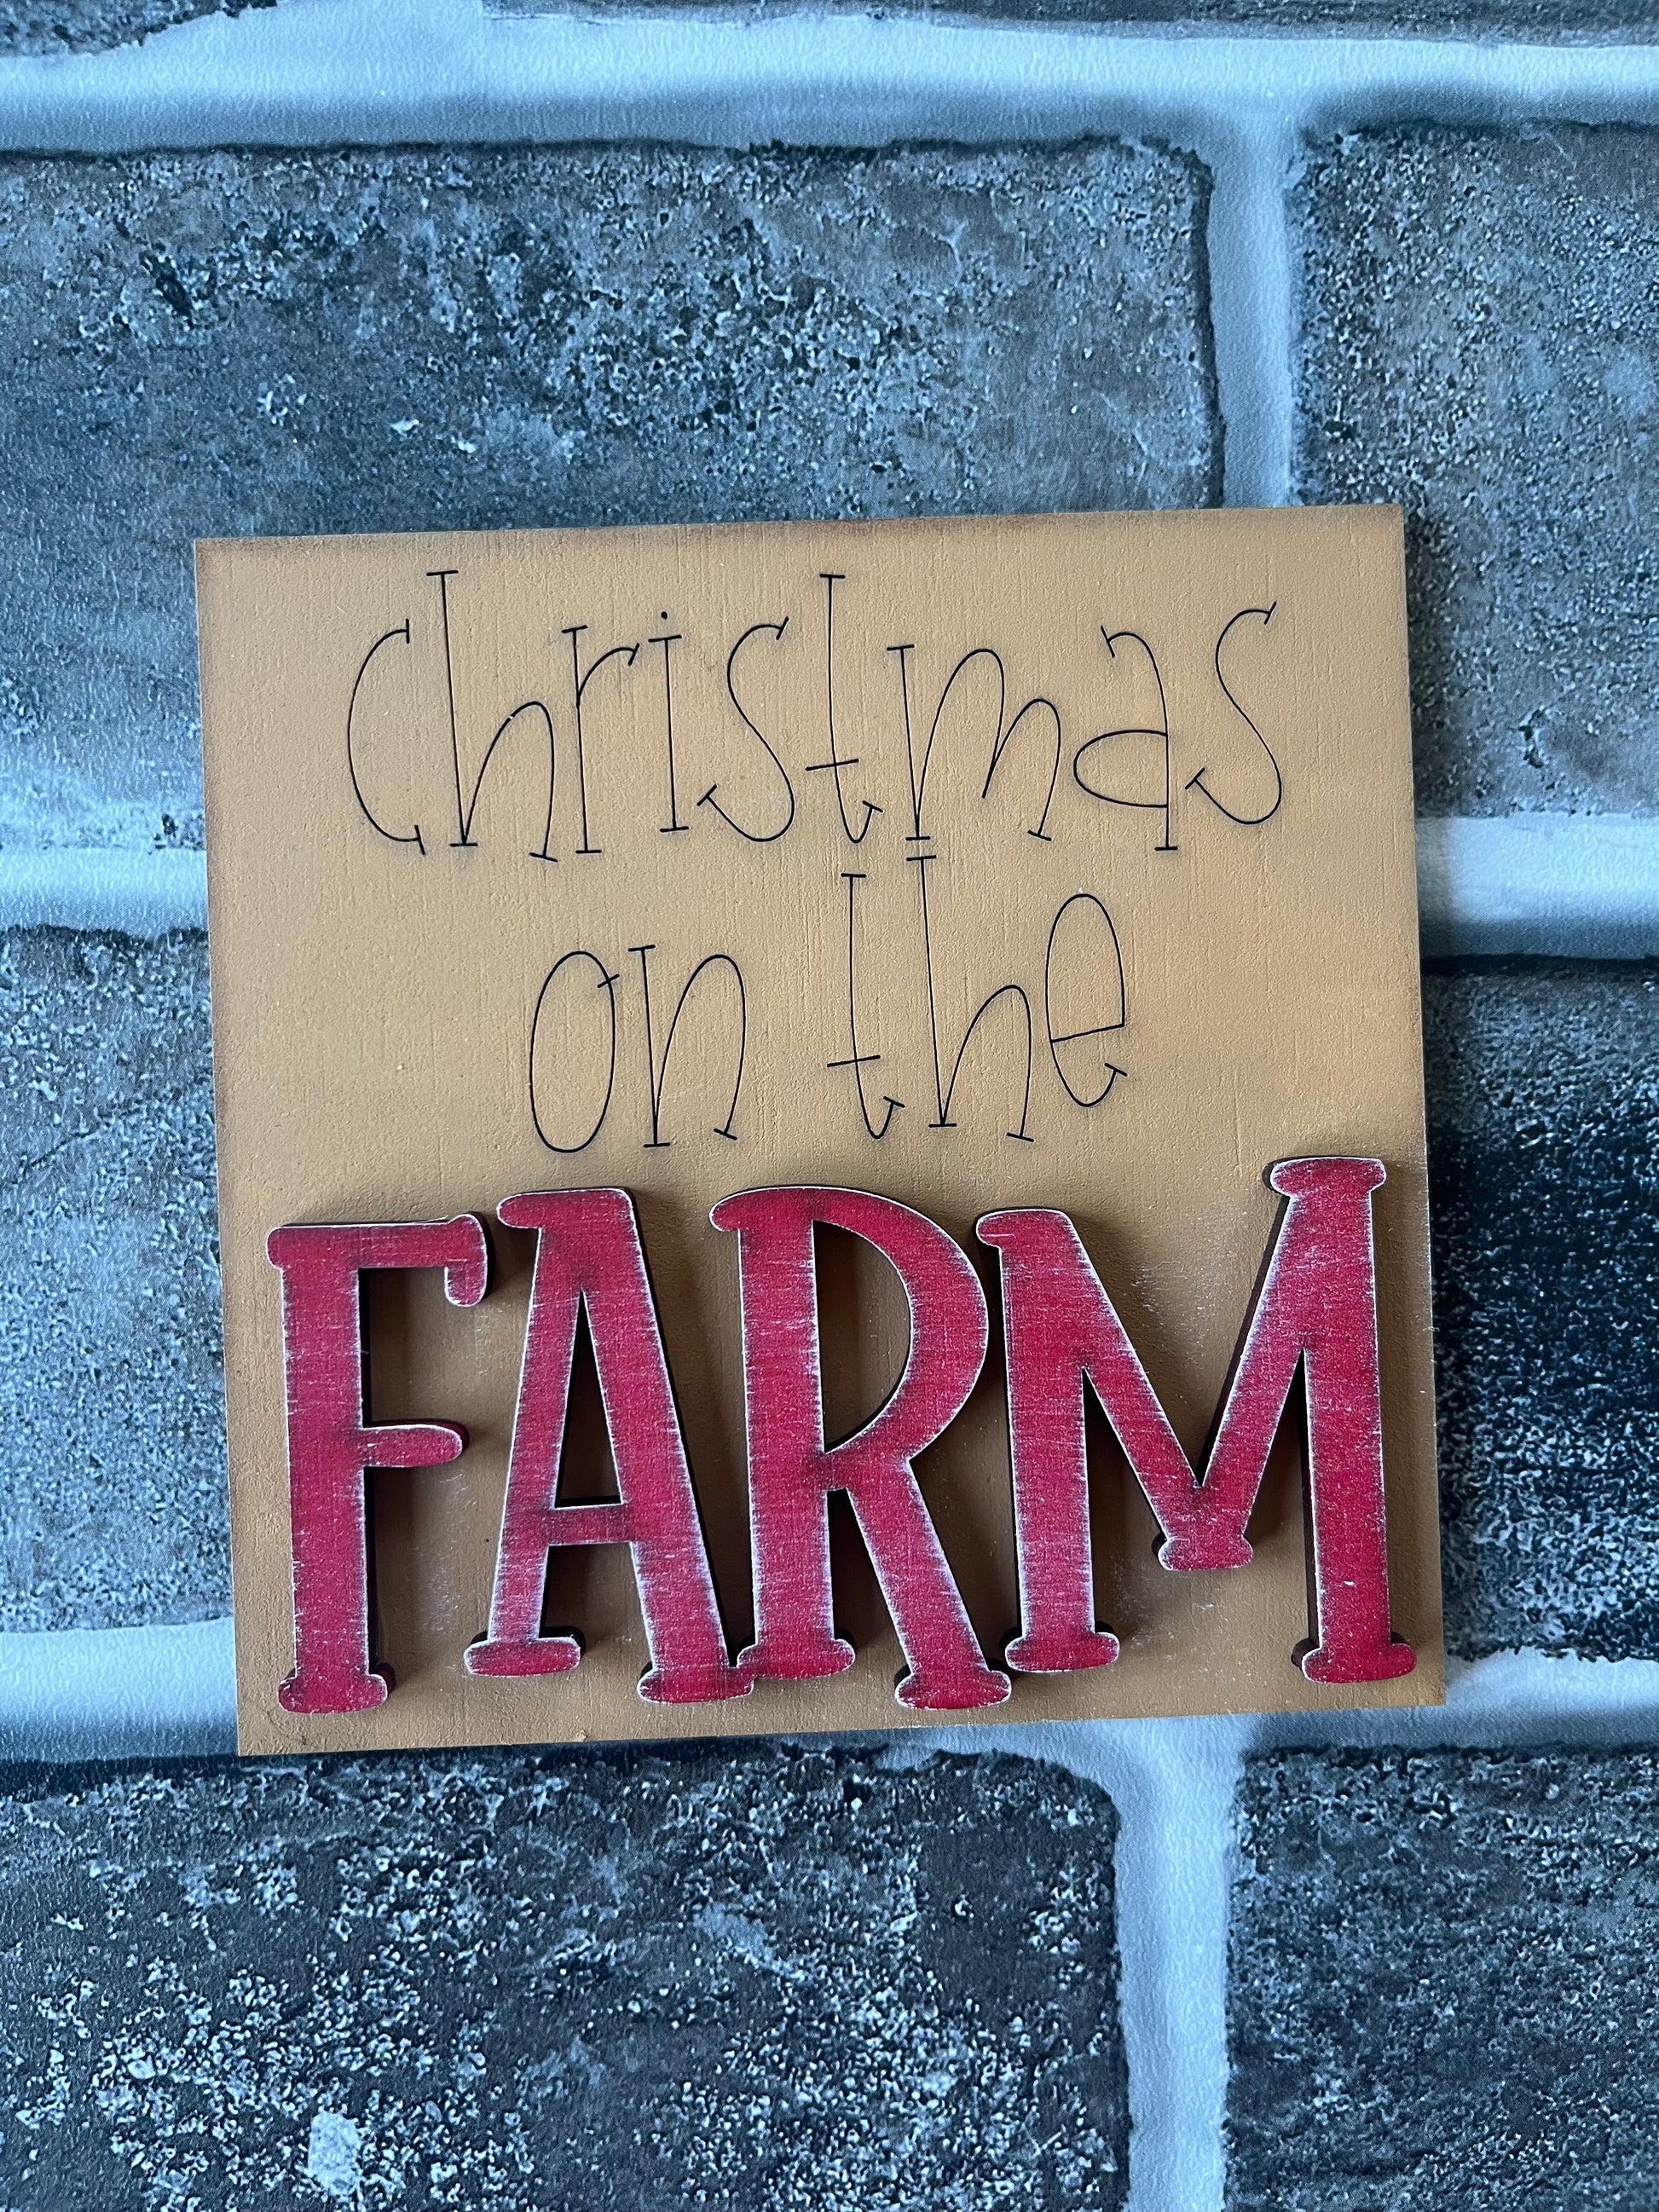 christmas
on the
FARM